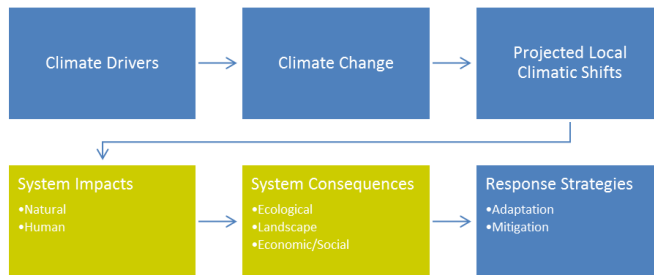 Climate Drivers
Climate Change
Projected Local
Climatic Shifts
System Impacts
•Natural
•Human
System Consequences
•Ecological
•Landscape
•Economic/Social
Response Strategies
•Adaptation
•Mitigation